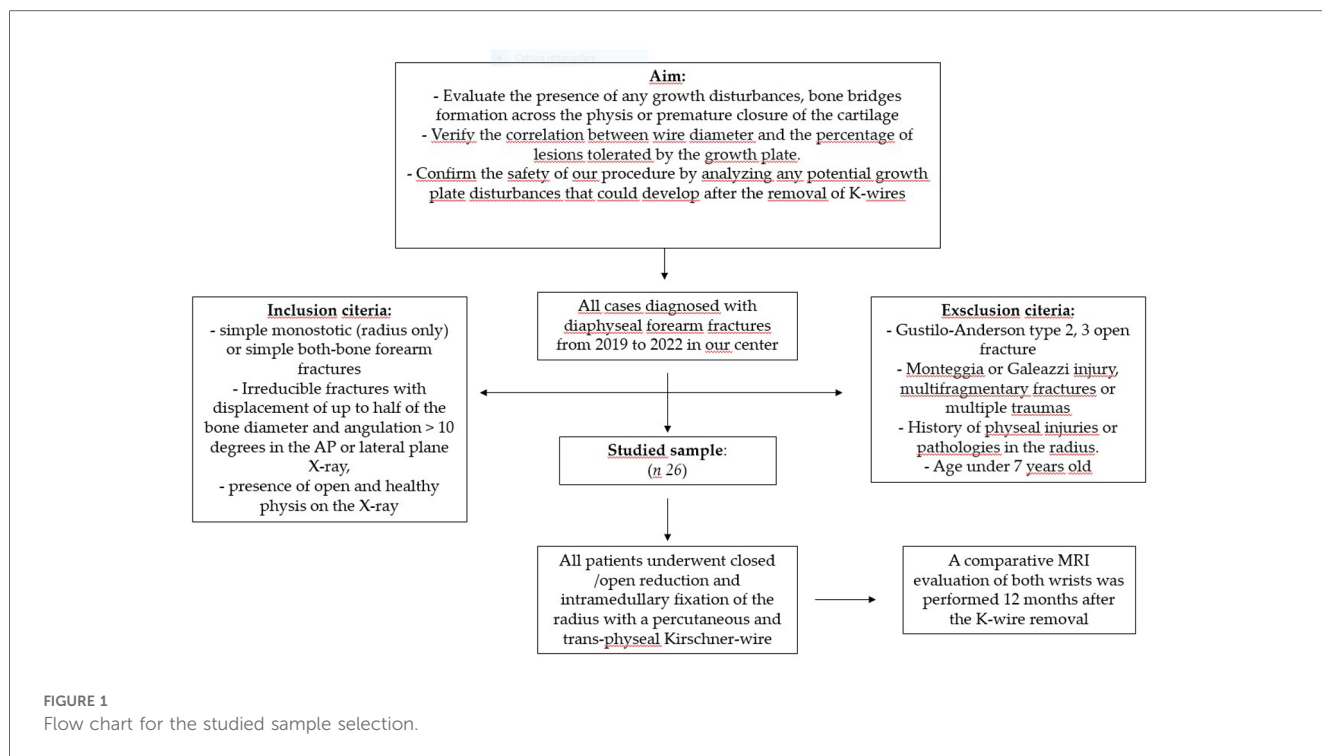 Aim:
- Evaluate the presence of any growth disturbances, bone bridges
formation across the physis or premature closure of the cartilage
- Verify the correlation between wire diameter and the percentage of
lesions tolerated by the growth plate.
- Confirm the safety of our procedure by analyzing any potential growth
plate disturbances that could develop after the removal of K-wires
Inclusion citeria:
- simple monostotic (radius only)
or simple both-bone forearm
fractures
- Irreducible fractures with
displacement of up to half of the
bone diameter and angulation > 10
degrees in the AP or lateral plane
X-ray,
- presence of open and healthy
physis on the X-ray
All cases diagnosed with
diaphyseal forearm fractures
from 2019 to 2022 in our center
Exsclusion citeria:
- Gustilo-Anderson type 2, 3 open
fracture
- Monteggia or Galeazzi injury,
multifragmentary fractures or
multiple traumas
- History of physeal injuries or
pathologies in the radius.
- Age under 7 years old
Studied sample:
(n 26)
All patients underwent closed
/open reduction and
intramedullary fixation of the
radius with a percutaneous and
trans-physeal Kirschner-wire
A comparative MRI
evaluation of both wrists was
performed 12 months after
the K-wire removal
FIGURE 1
Flow chart for the studied sample selection.